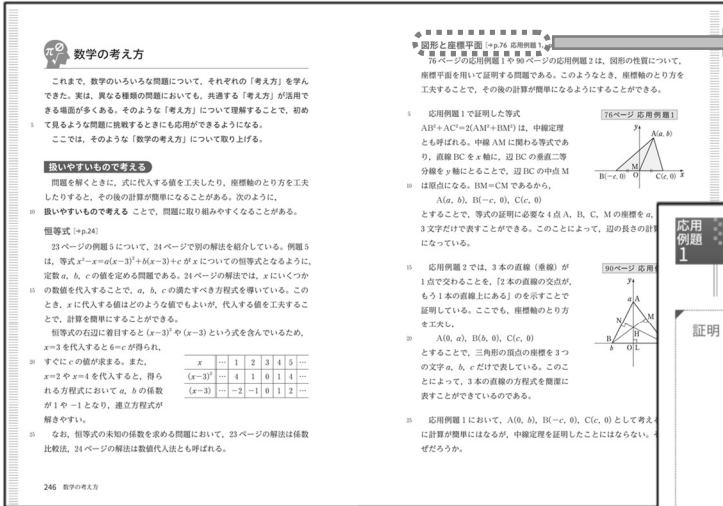 数学の考え方
これまで，数学のいろいろな問題について，それぞれの「考え方」を学ん
できた。実は，異なる種類の問題においても，共通する「考え方」が活用で
きる場面が多くある。そのような「考え方」について理解することで，初め
5 て見るような問題に挑戦するときにも応用ができるようになる。
ここでは，そのような「数学の考え方」について取り上げる。
扱いやすいもので考える
問題を解くときに，式に代入する値を工夫したり，座標軸のとり方を工夫
したりすると，その後の計算が簡単になることがある。次のように，
10 扱いやすいもので考える ことで，問題に取り組みやすくなることがある。
恒等式 [→p.24]
23ページの例題5について，24ページで別の解法を紹介している。例題5
は，等式 x²−x=a(x−3)²+b(x−3)+c が x についての恒等式となるように，
定数 a，b，c の値を定める問題である。24ページの解法では，x にいくつか
15 の数値を代入することで，a，b，c の満たすべき方程式を導いている。この
とき，x に代入する値はどのような値でもよいが，代入する値を工夫するこ
とで，計算を簡単にすることができる。
恒等式の右辺に着目すると (x−3)² や (x−3) という式を含んでいるため，
x=3 を代入すると 6=c が得られ，
20 すぐに c の値が求まる。また，
x=2 や x=4 を代入すると，得ら
れる方程式において a，b の係数
が 1 や −1 となり，連立方程式が
解きやすい。
x … 1 2 3 4 5 …
(x−3)² … 4 1 0 1 4 …
(x−3) … −2 −1 0 1 2 …
25 なお，恒等式の未知の係数を求める問題において，23ページの解法は係数
比較法，24ページの解法は数値代入法とも呼ばれる。
246 数学の考え方
図形と座標平面 [→p.76 応用例題1,
76ページの応用例題1や90ページの応用例題2は，図形の性質について，
座標平面を用いて証明する問題である。このようなとき，座標軸のとり方を
工夫することで，その後の計算が簡単になるようにすることができる。
5 応用例題1で証明した等式
AB²+AC²=2(AM²+BM²) は，中線定理
とも呼ばれる。中線 AM に関わる等式であ
り，直線 BC を x 軸に，辺 BC の垂直二等
分線を y 軸にとることで，辺 BC の中点 M
10 は原点になる。BM=CM であるから，
A(a, b)，B(−c, 0)，C(c, 0)
とすることで，等式の証明に必要な4点 A，B，C，M の座標を a，
3文字だけで表すことができる。このことによって，辺の長さの計
になっている。
76ページ 応用例題1
y
A(a, b)
M
B(−c, 0) O C(c, 0) x
15 応用例題2では，3本の直線（垂線）が
1点で交わることを，「2本の直線の交点が，
もう1本の直線上にある」のを示すことで
証明している。ここでも，座標軸のとり方
を工夫し，
20 A(0, a)，B(b, 0)，C(c, 0)
とすることで，三角形の頂点の座標を3つ
の文字 a，b，c だけで表している。このこ
とによって，3本の直線の方程式を簡潔に
表すことができているのである。
90ページ 応用
y
a A
N
M
H
B
b O L
25 応用例題1において，A(0, b)，B(−c, 0)，C(c, 0) として考え
に計算が簡単にはなるが，中線定理を証明したことにはならない。
ぜだろうか。
応用
例題
1
証明